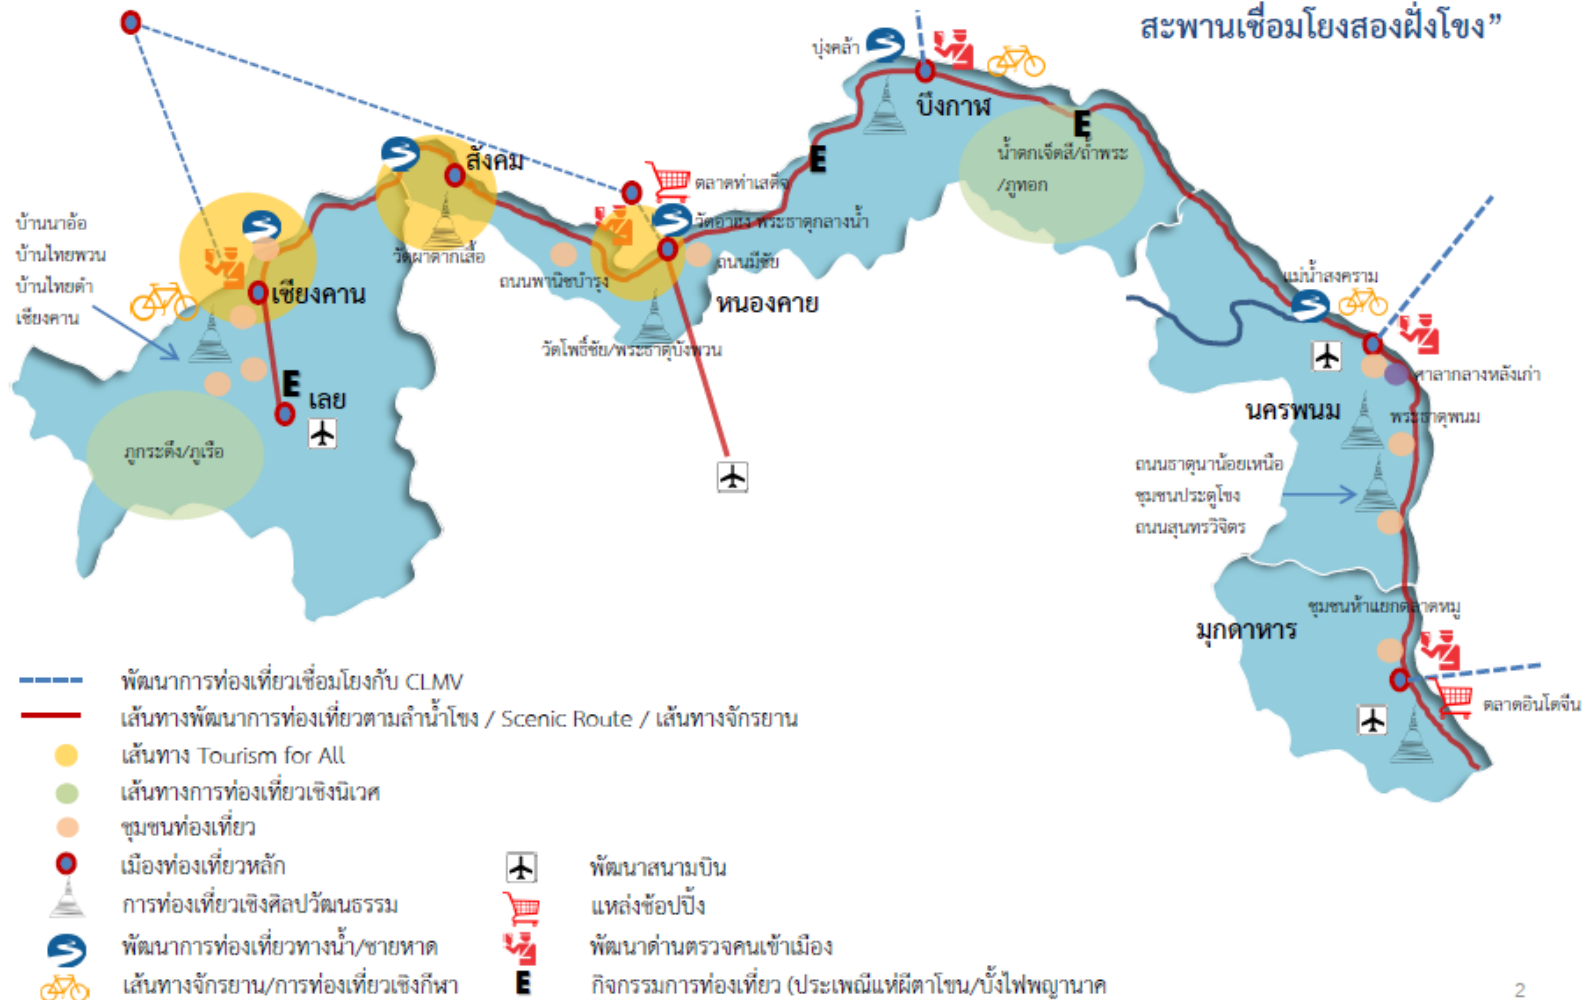 สะพานเชื่อมโยงสองฝั่งโขง”
บุ่งคล้า
บึงกาฬ
E
น้ำตกเจ็ดสี/ถ้ำพระ
/ภูทอก
E
สังคม
ตลาดท่าเสด็จ
วัดอาฮง พระธาตุกลางน้ำ
วัดผาตากเสื้อ
ถนนพานิชบำรุง
ถนนมีชัย
หนองคาย
วัดโพธิ์ชัย/พระธาตุบังพวน
บ้านนาอ้อ
บ้านไทยพวน
บ้านไทยดำ
เชียงคาน
เชียงคาน
E
เลย
ภูกระดึง/ภูเรือ
แม่น้ำสงคราม
ศาลากลางหลังเก่า
นครพนม
พระธาตุพนม
ถนนธาตุนาน้อยเหนือ
ชุมชนประตูโขง
ถนนสุนทรวิจิตร
ชุมชนห้าแยกตลาดหมู
มุกดาหาร
ตลาดอินโดจีน
พัฒนาการท่องเที่ยวเชื่อมโยงกับ CLMV
เส้นทางพัฒนาการท่องเที่ยวตามลำน้ำโขง / Scenic Route / เส้นทางจักรยาน
เส้นทาง Tourism for All
เส้นทางการท่องเที่ยวเชิงนิเวศ
ชุมชนท่องเที่ยว
เมืองท่องเที่ยวหลัก
การท่องเที่ยวเชิงศิลปวัฒนธรรม
พัฒนาการท่องเที่ยวทางน้ำ/ชายหาด
เส้นทางจักรยาน/การท่องเที่ยวเชิงกีฬา
พัฒนาสนามบิน
แหล่งช้อปปิ้ง
พัฒนาด่านตรวจคนเข้าเมือง
E กิจกรรมการท่องเที่ยว (ประเพณีแห่ผีตาโขน/บั้งไฟพญานาค
2